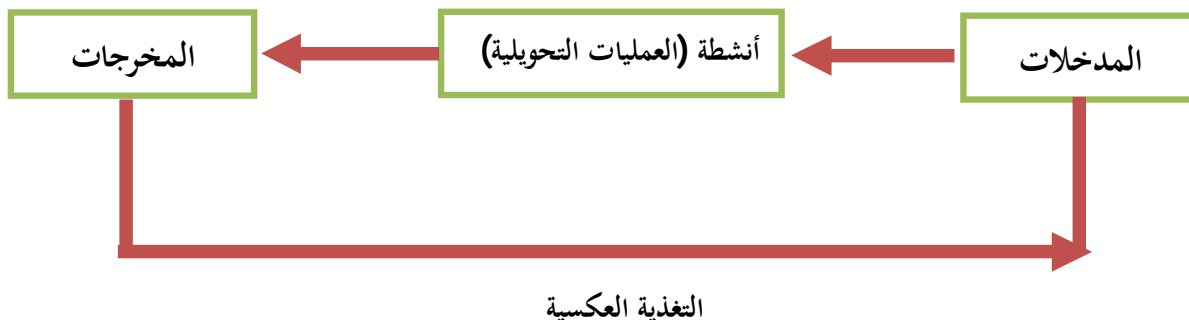 المدخلات
أنشطة (العمليات التحويلية)
المخرجات
التغذية العكسية